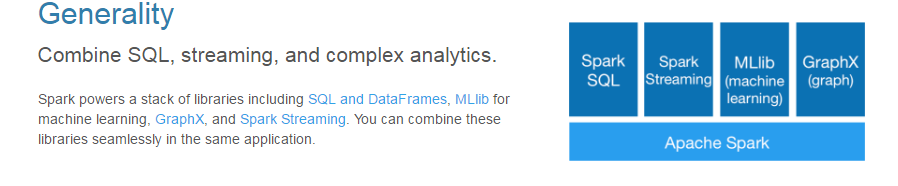 Generality
Combine SQL, streaming, and complex analytics.
Spark powers a stack of libraries including SQL and DataFrames, MLlib for
machine learning, GraphX, and Spark Streaming. You can combine these
libraries seamlessly in the same application.
Spark
SQL
Spark
Streaming
MLlib
(machine
learning)
GraphX
(graph)
Apache Spark